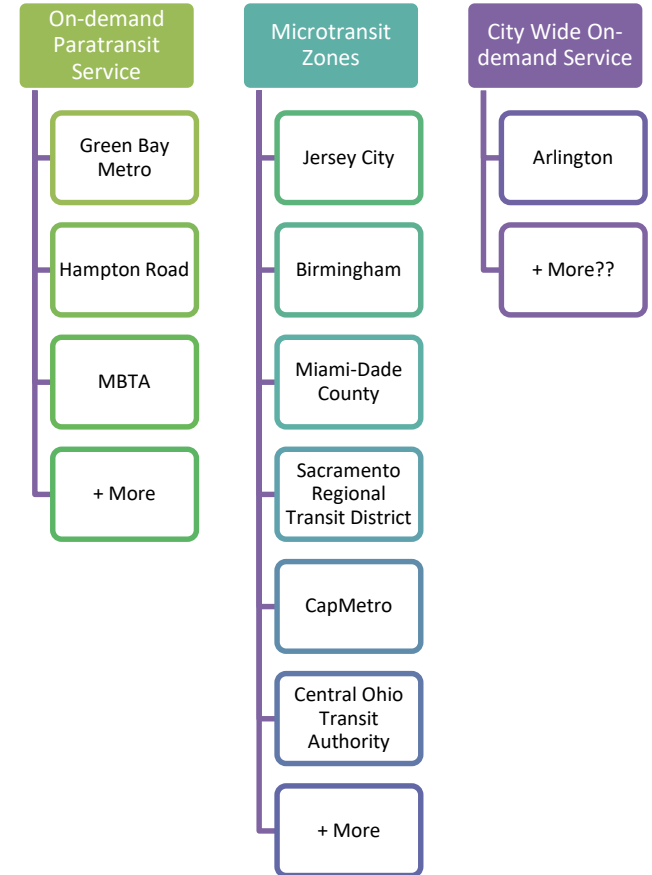 On-demand
Paratransit
Service
Green Bay
Metro
Hampton Road
MBTA
+ More
Microtransit
Zones
Jersey City
Birmingham
Miami-Dade
County
Sacramento
Regional
Transit District
CapMetro
Central Ohio
Transit
Authority
+ More
City Wide On-
demand Service
Arlington
+ More??